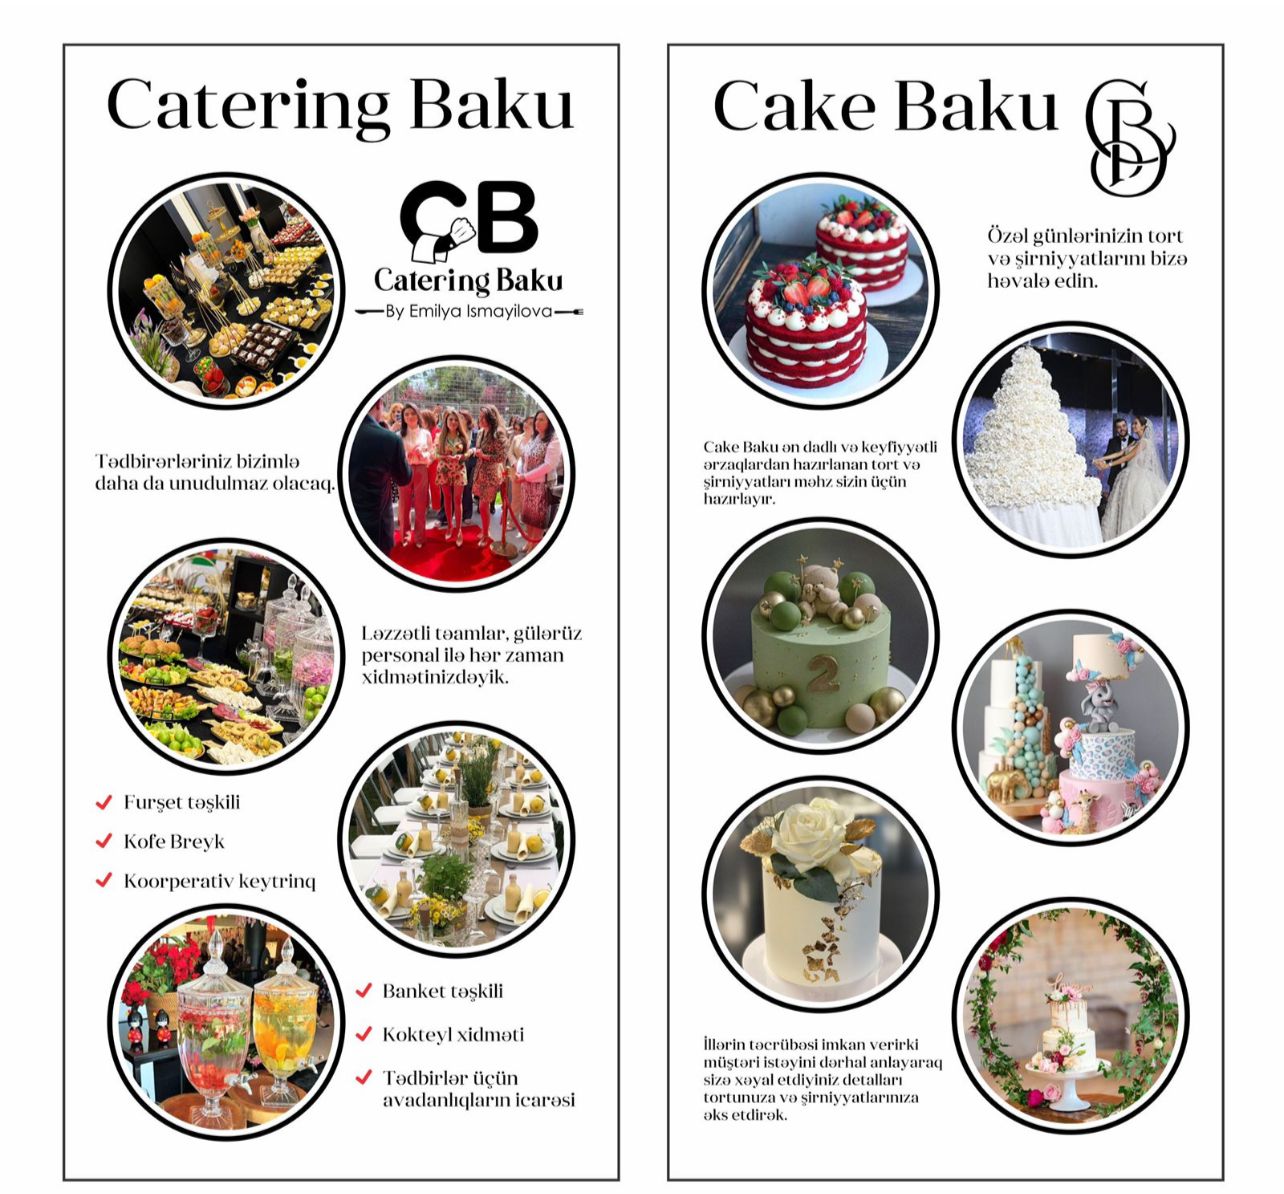 Catering Baku
CB
Catering Baku
By Emilya Ismayilova
Tədbirərləriniz bizimlə
daha da unudulmaz olacaq.
Ləzzətli təamlar, gülərüz
personal ilə hər zaman
xidmətinizdəyik.
Furşet təşkili
Kofe Breyk
Koorperativ keytrinq
Banket təşkili
Kokteyl xidməti
Tədbirlər üçün
avadanlıqların icarəsi
Cake Baku
CB
Özəl günlərinizin tort
və şirniyyatlarını bizə
həvalə edin.
Cake Baku ən dadlı və keyfiyyətli
ərzaqlardan hazırlanan tort və
şirniyyatları məhz sizin üçün
hazırlayır.
2
İllərin təcrübəsi imkan verirki
müştəri istəyini dərhal anlayaraq
sizə xəyal etdiyiniz detalları
tortunuza və şirniyyatlarınıza
əks etdirək.